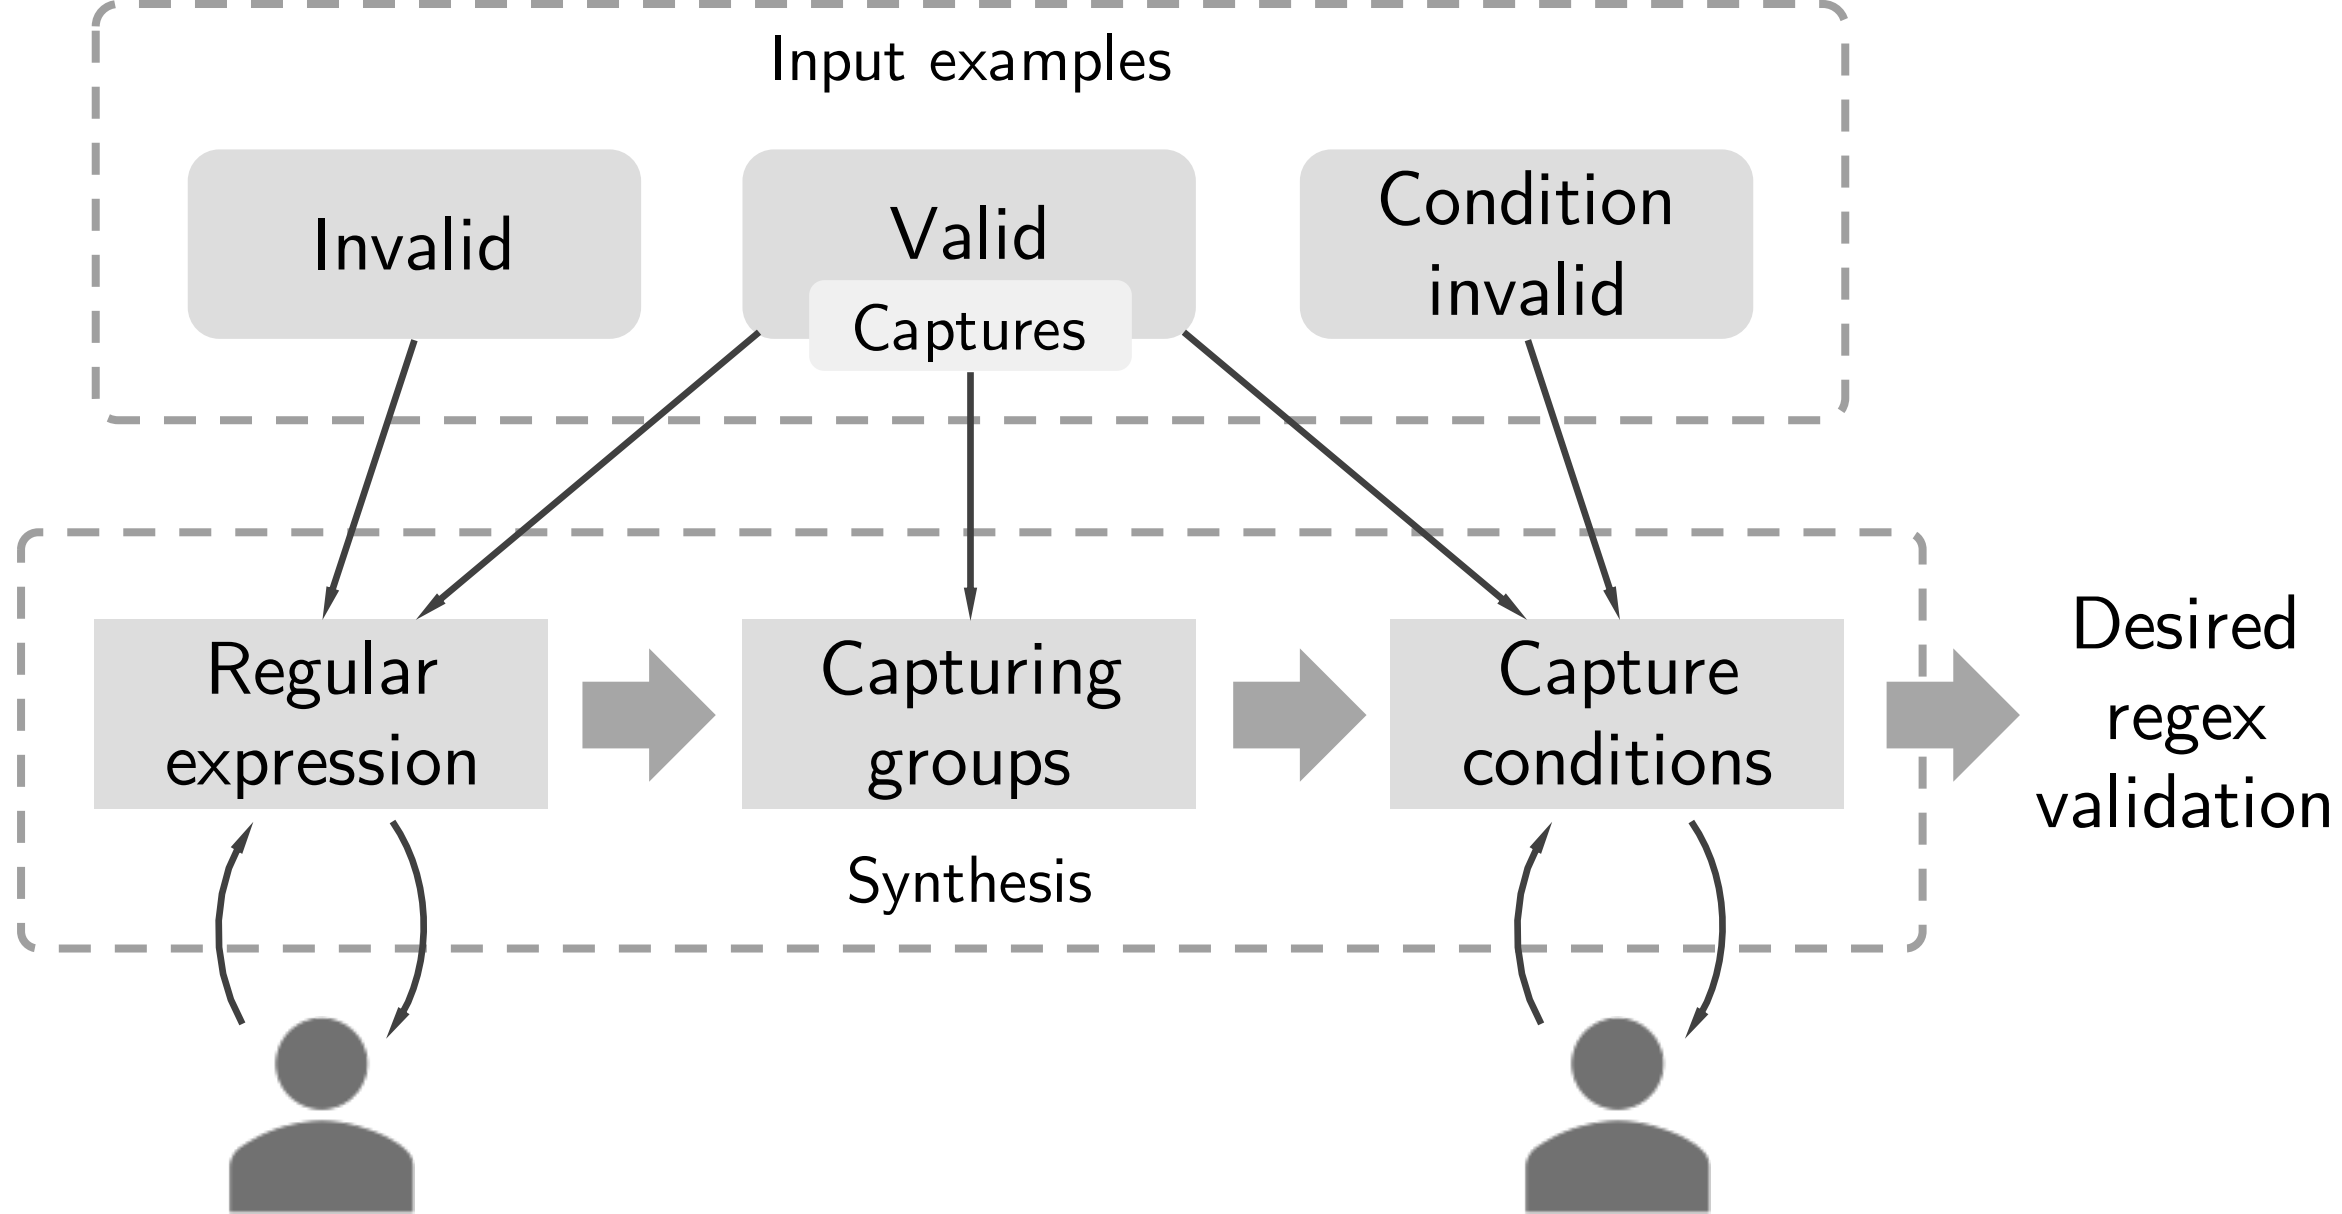 Input examples
Invalid
Valid
Captures
Condition
invalid
Regular
expression
Capturing
groups
Capture
conditions
Synthesis
Desired
regex
validation